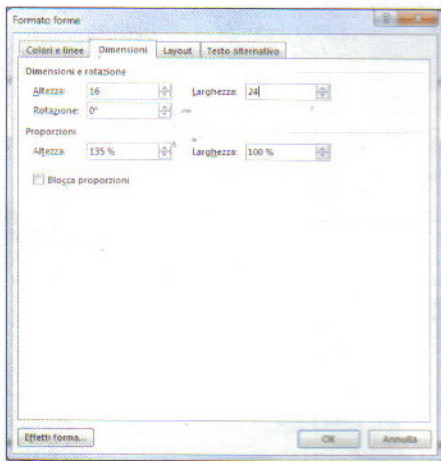 Formato forme
Colori e linee Dimensioni Layout Testo alternativo
Dimensioni e rotazione
Altezza: 16 Larghezza: 24
Rotazione: 0°
Proporzioni
Altezza: 135 % Larghezza: 100 %
Blocca proporzioni
Effetti forma... OK Annulla